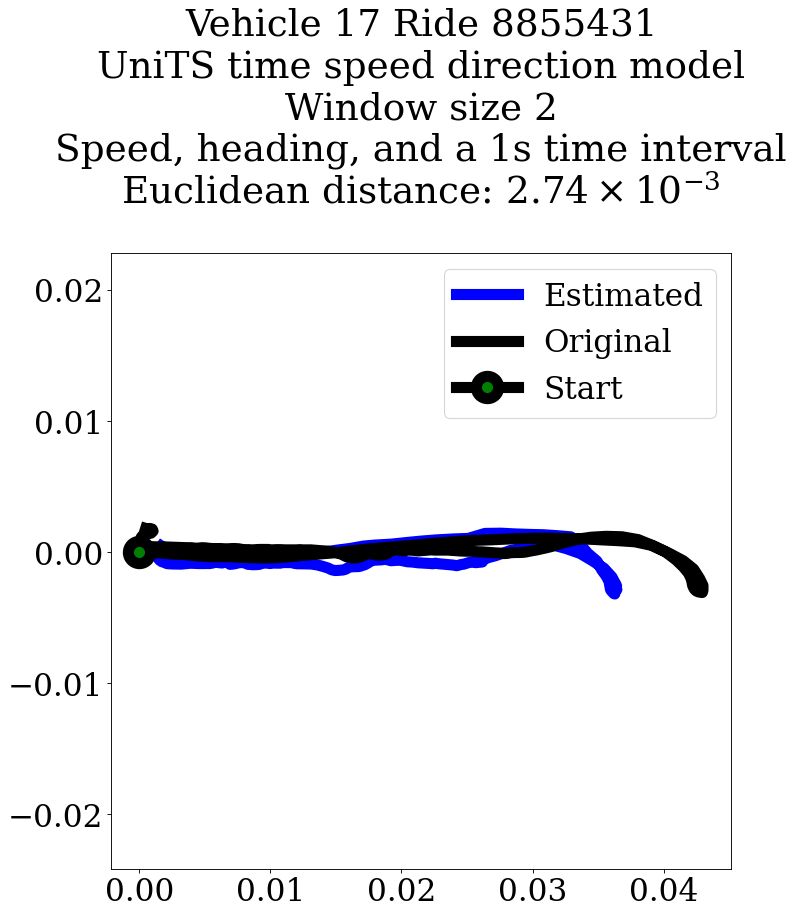 Vehicle 17 Ride 8855431
UniTS time speed direction model
Window size 2
Speed, heading, and a 1s time interval
Euclidean distance: 2.74 × 10⁻³
Estimated
Original
Start
0.02
0.01
0.00
−0.01
−0.02
0.00 0.01 0.02 0.03 0.04